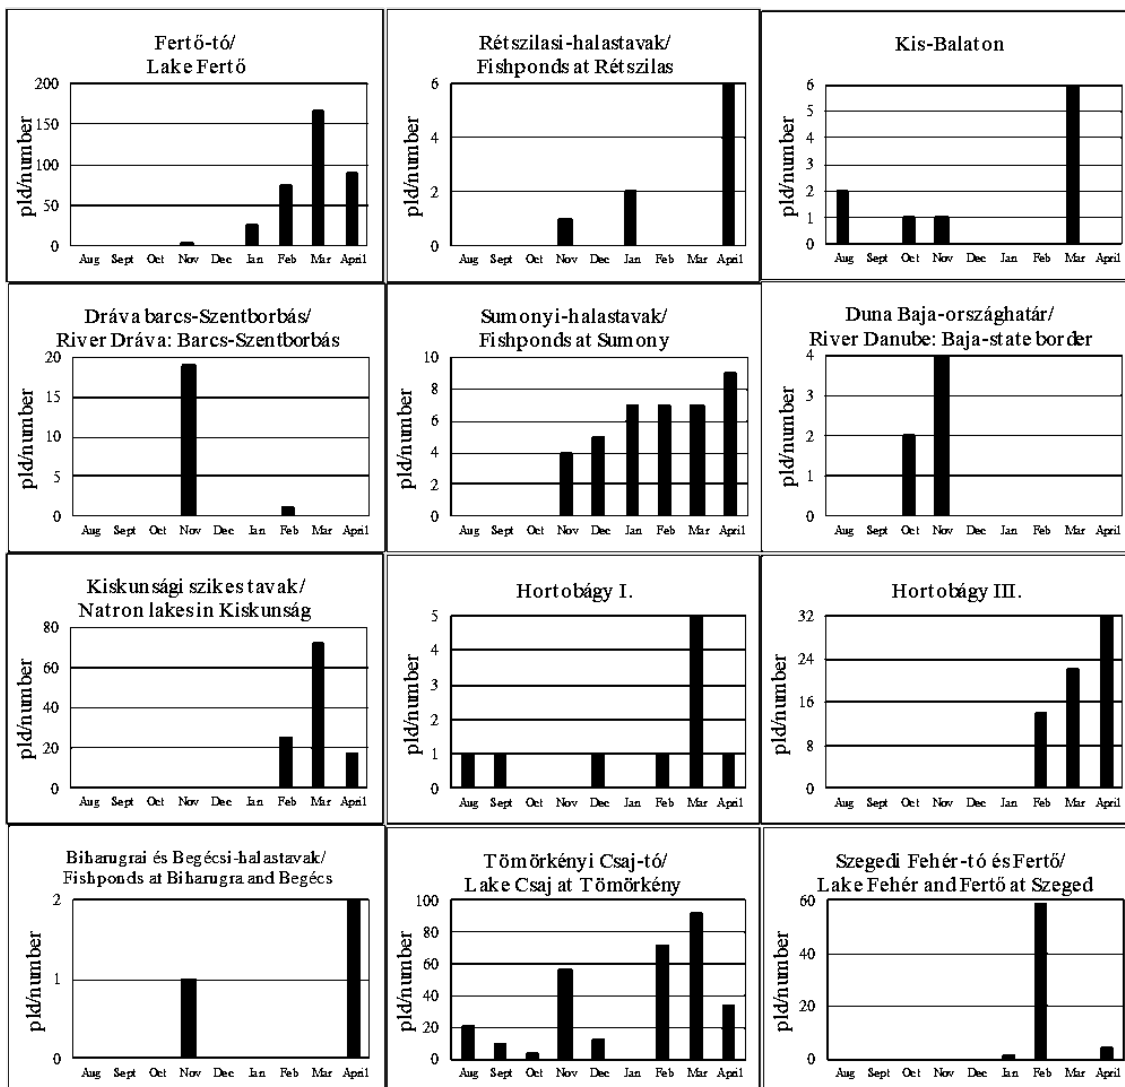 Fertő-tó/
Lake Fertő
pld/number
200
150
100
50
0
Aug Sept Oct Nov Dec Jan Feb Mar April
Rétszilasi-halastavak/
Fishponds at Rétszilas
pld/number
6
4
2
0
Aug Sept Oct Nov Dec Jan Feb Mar April
Kis-Balaton
pld/number
6
5
4
3
2
1
0
Aug Sept Oct Nov Dec Jan Feb Mar April
Dráva barcs-Szentborbás/
River Dráva: Barcs-Szentborbás
pld/number
20
15
10
5
0
Aug Sept Oct Nov Dec Jan Feb Mar April
Sumonyi-halastavak/
Fishponds at Sumony
pld/number
10
8
6
4
2
0
Aug Sept Oct Nov Dec Jan Feb Mar April
Duna Baja-országhatár/
River Danube: Baja-state border
pld/number
4
3
2
1
0
Aug Sept Oct Nov Dec Jan Feb Mar April
Kiskunsági szikes tavak/
Natron lakes in Kiskunság
pld/number
80
60
40
20
0
Aug Sept Oct Nov Dec Jan Feb Mar April
Hortobágy I.
pld/number
5
4
3
2
1
0
Aug Sept Oct Nov Dec Jan Feb Mar April
Hortobágy III.
pld/number
32
24
16
8
0
Aug Sept Oct Nov Dec Jan Feb Mar April
Biharugrai és Begécsi-halastavak/
Fishponds at Biharugra and Begécs
pld/number
2
1
0
Aug Sept Oct Nov Dec Jan Feb Mar April
Tömörkényi Csaj-tó/
Lake Csaj at Tömörkény
pld/number
100
80
60
40
20
0
Aug Sept Oct Nov Dec Jan Feb Mar April
Szegedi Fehér-tó és Fertő/
Lake Fehér and Fertő at Szeged
pld/number
60
40
20
0
Aug Sept Oct Nov Dec Jan Feb Mar April